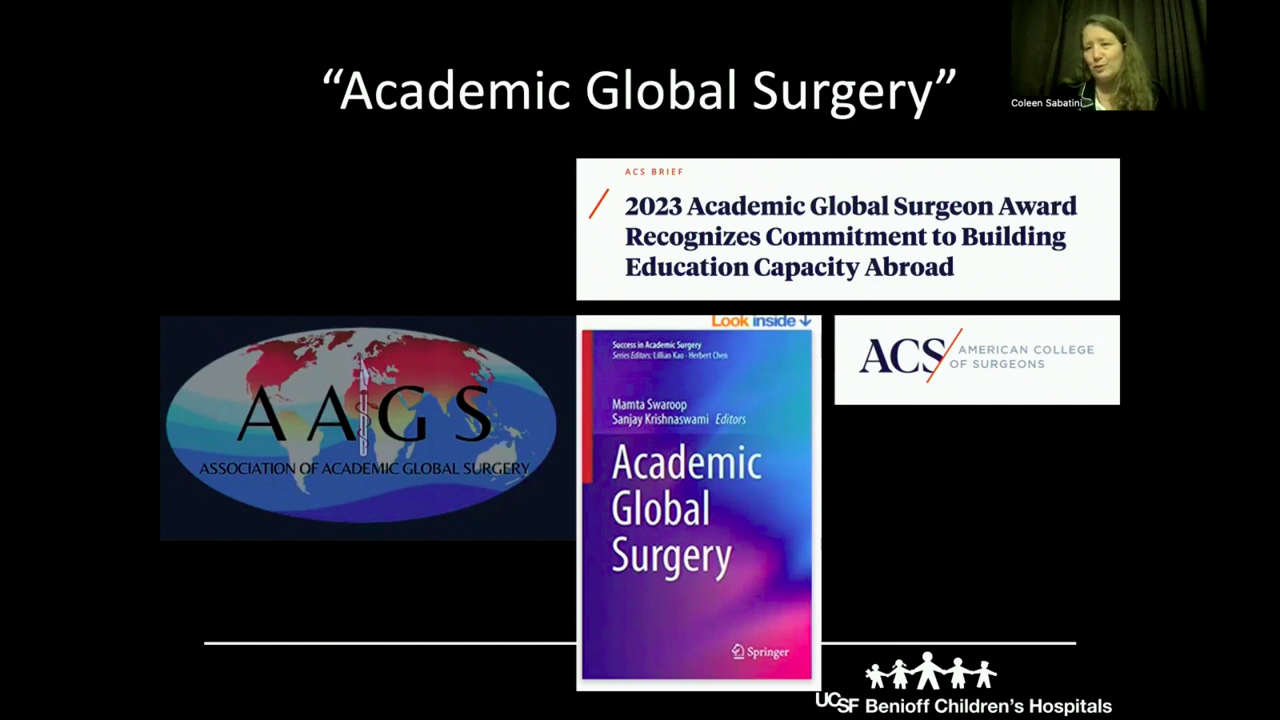 “Academic Global Surgery”
Coleen Sabatini
ACS BRIEF
2023 Academic Global Surgeon Award
Recognizes Commitment to Building
Education Capacity Abroad
AAGS
ASSOCIATION OF ACADEMIC GLOBAL SURGERY
Look inside
Success in Academic Surgery
Series Editors: Lillian Kao · Herbert Chen
Mamta Swaroop
Sanjay Krishnaswami Editors
Academic
Global
Surgery
Springer
ACS AMERICAN COLLEGE
OF SURGEONS
UCSF Benioff Children’s Hospitals